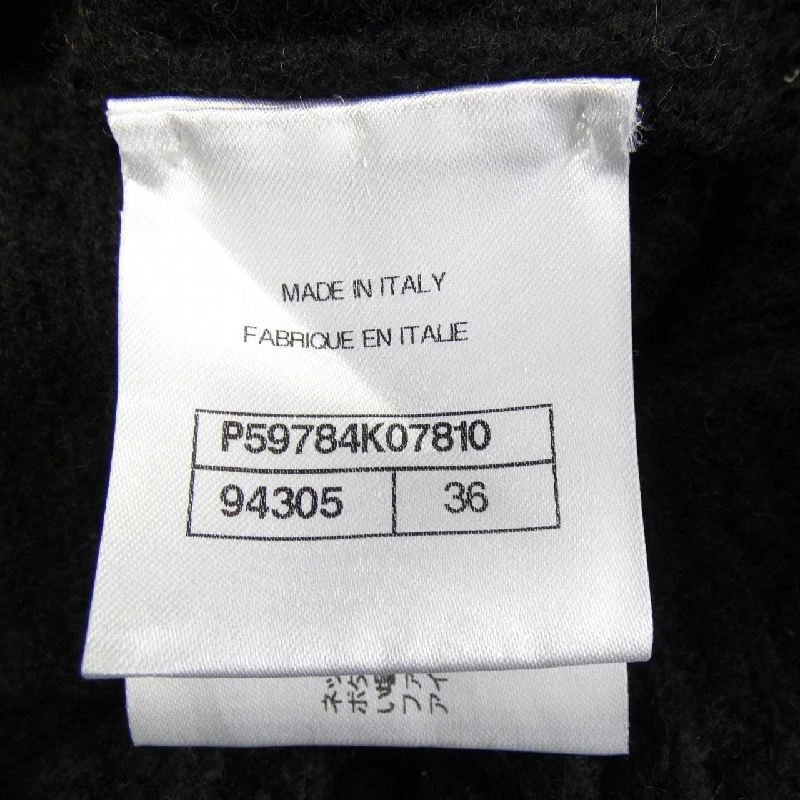 MADE IN ITALY
FABRIQUE EN ITALIE
P59784K07810
94305 36